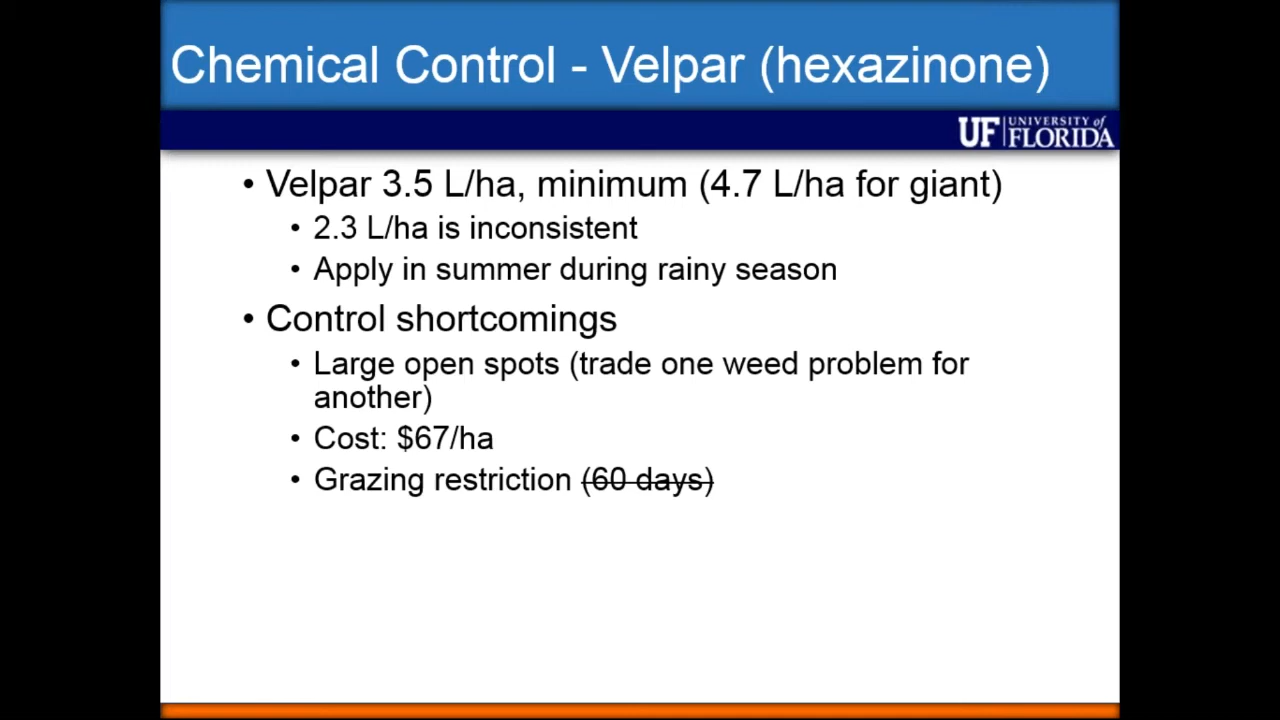 Chemical Control - Velpar (hexazinone)
UF UNIVERSITY of
FLORIDA
• Velpar 3.5 L/ha, minimum (4.7 L/ha for giant)
• 2.3 L/ha is inconsistent
• Apply in summer during rainy season
• Control shortcomings
• Large open spots (trade one weed problem for
another)
• Cost: $67/ha
• Grazing restriction (60 days)